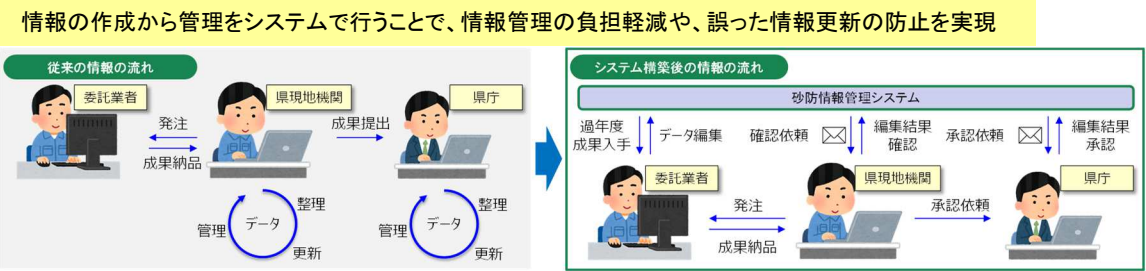 情報の作成から管理をシステムで行うことで、情報管理の負担軽減や、誤った情報更新の防止を実現
従来の情報の流れ
委託業者
県現地機関
県庁
発注
成果納品
成果提出
データ
整理
管理
更新
データ
整理
管理
更新
システム構築後の情報の流れ
砂防情報管理システム
過年度
成果入手
データ編集
確認依頼
編集結果
確認
承認依頼
編集結果
承認
委託業者
県現地機関
県庁
発注
成果納品
承認依頼